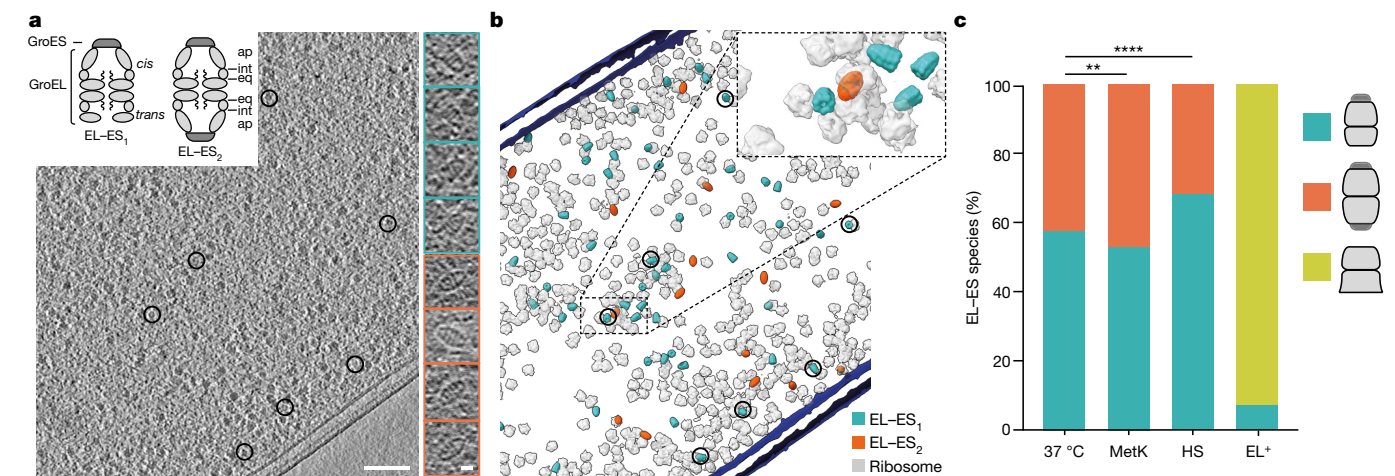 a
GroES
GroEL
cis
trans
ap
int
eq
eq
int
ap
EL–ES1
EL–ES2
b
EL–ES1
EL–ES2
Ribosome
c
****
**
EL–ES species (%)
100
80
60
40
20
0
37 °C
MetK
HS
EL+